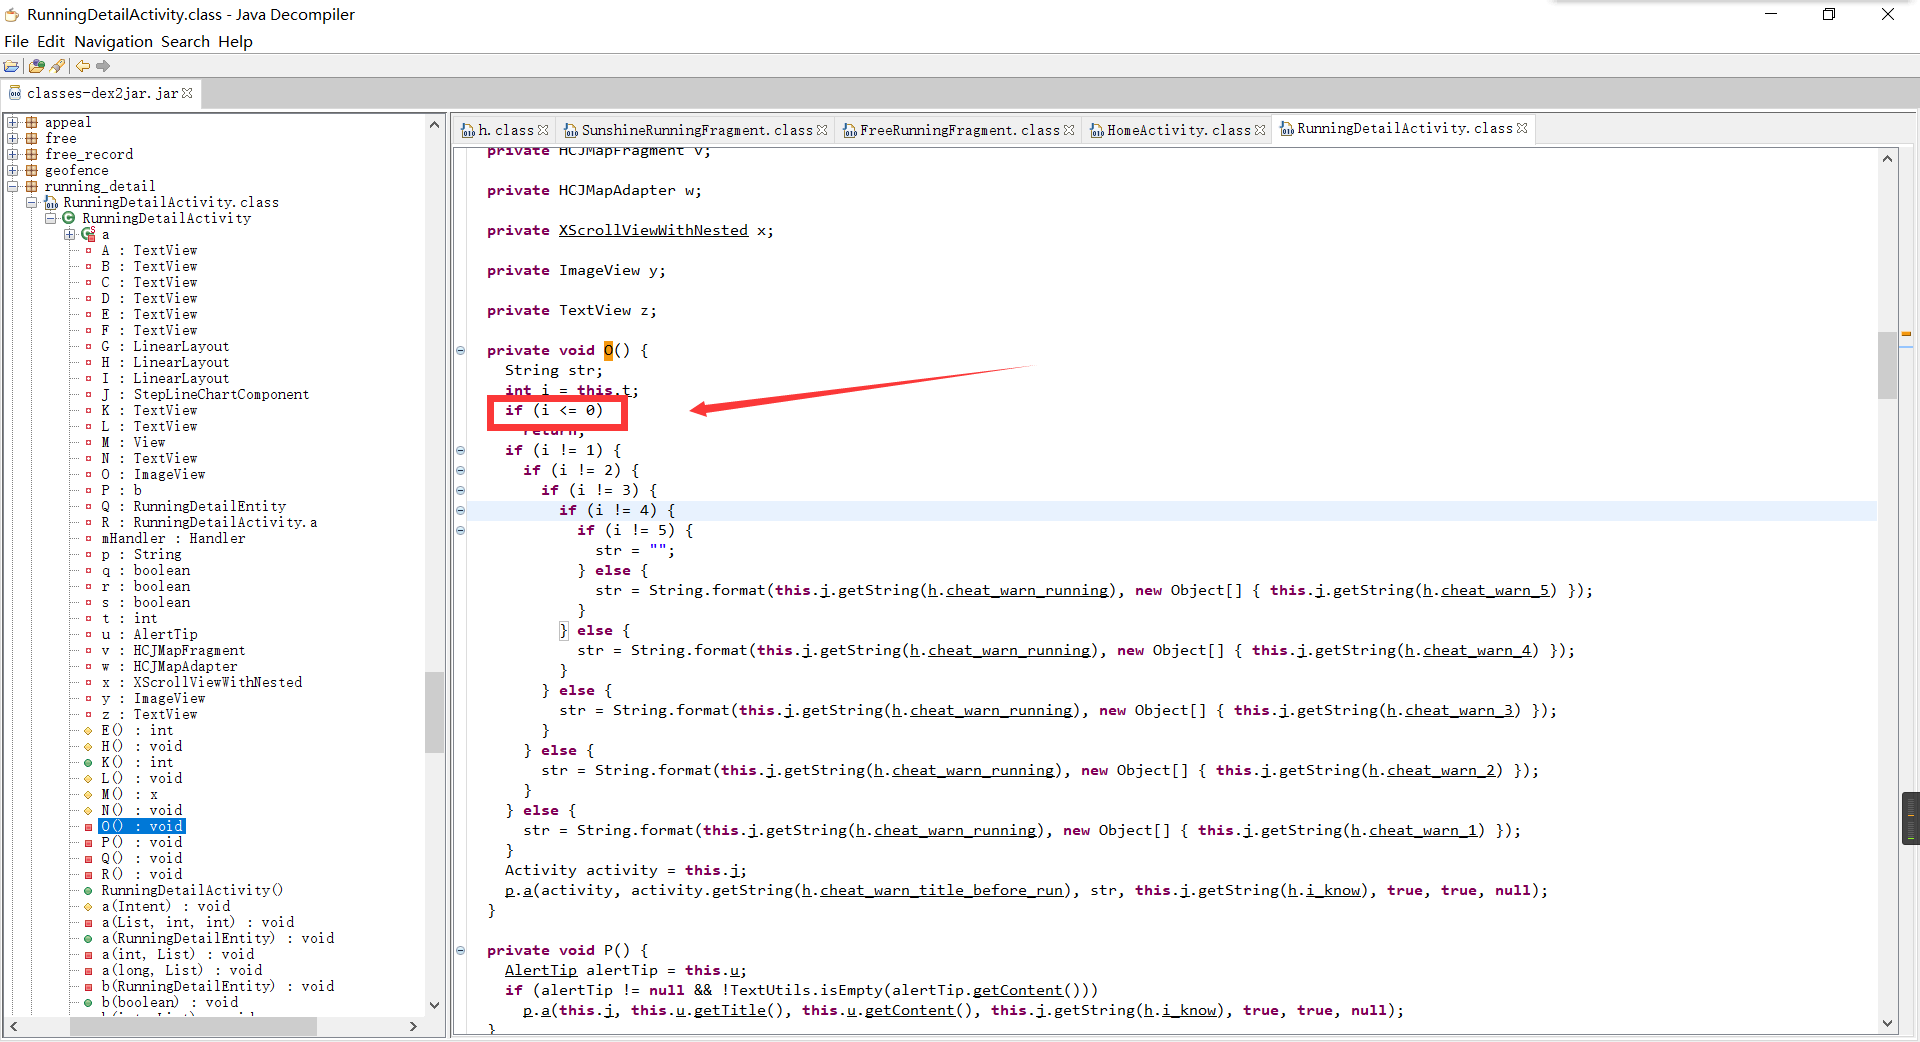 RunningDetailActivity.class - Java Decompiler
File Edit Navigation Search Help
classes-dex2jar.jar
appeal
free
free_record
geofence
running_detail
RunningDetailActivity.class
RunningDetailActivity
a
A : TextView
B : TextView
C : TextView
D : TextView
E : TextView
F : TextView
G : LinearLayout
H : LinearLayout
I : LinearLayout
J : StepLineChartComponent
K : TextView
L : TextView
M : View
N : TextView
O : ImageView
P : b
Q : RunningDetailEntity
R : RunningDetailActivity.a
mHandler : Handler
p : String
q : boolean
r : boolean
s : boolean
t : int
u : AlertTip
v : HCJMapFragment
w : HCJMapAdapter
x : XScrollViewWithNested
y : ImageView
z : TextView
E() : int
H() : void
K() : int
L() : void
M() : x
N() : void
O() : void
P() : void
Q() : void
R() : void
RunningDetailActivity()
a(Intent) : void
a(List, int, int) : void
a(RunningDetailEntity) : void
a(int, List) : void
a(long, List) : void
b(RunningDetailEntity) : void
b(boolean) : void
h.class SunshineRunningFragment.class FreeRunningFragment.class HomeActivity.class RunningDetailActivity.class
private HCJMapFragment v;
private HCJMapAdapter w;
private XScrollViewWithNested x;
private ImageView y;
private TextView z;
private void O() {
String str;
int i = this.t;
if (i <= 0)
return;
if (i != 1) {
if (i != 2) {
if (i != 3) {
if (i != 4) {
if (i != 5) {
str = "";
} else {
str = String.format(this.j.getString(h.cheat_warn_running), new Object[] { this.j.getString(h.cheat_warn_5) });
}
} else {
str = String.format(this.j.getString(h.cheat_warn_running), new Object[] { this.j.getString(h.cheat_warn_4) });
}
} else {
str = String.format(this.j.getString(h.cheat_warn_running), new Object[] { this.j.getString(h.cheat_warn_3) });
}
} else {
str = String.format(this.j.getString(h.cheat_warn_running), new Object[] { this.j.getString(h.cheat_warn_2) });
}
} else {
str = String.format(this.j.getString(h.cheat_warn_running), new Object[] { this.j.getString(h.cheat_warn_1) });
}
Activity activity = this.j;
p.a(activity, activity.getString(h.cheat_warn_title_before_run), str, this.j.getString(h.i_know), true, true, null);
}
private void P() {
AlertTip alertTip = this.u;
if (alertTip != null && !TextUtils.isEmpty(alertTip.getContent()))
p.a(this.j, this.u.getTitle(), this.u.getContent(), this.j.getString(h.i_know), true, true, null);
}